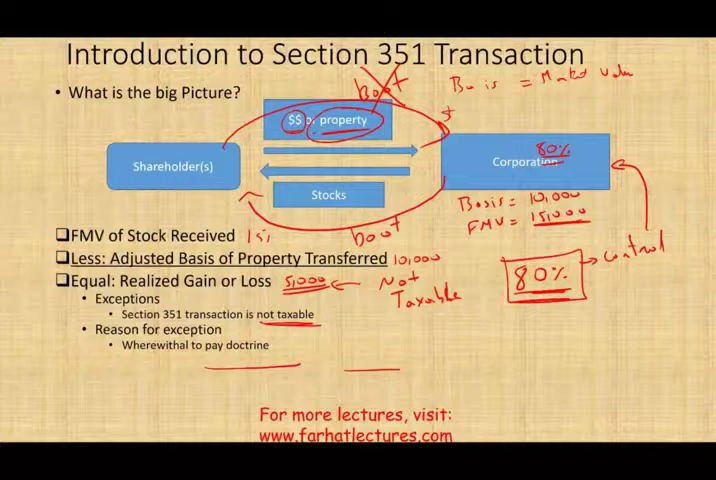 Introduction to Section 351 Transaction
• What is the big Picture?
boot
Basis = Market Value
$$ or property
Shareholder(s)
80%
Corporation
Stocks
Basis = 10,000
FMV = 15,000
boot
❑FMV of Stock Received
❑Less: Adjusted Basis of Property Transferred 10,000
❑Equal: Realized Gain or Loss 5,000
Not Taxable
80%
Control
• Exceptions
• Section 351 transaction is not taxable
• Reason for exception
• Wherewithal to pay doctrine
For more lectures, visit:
www.farhatlectures.com